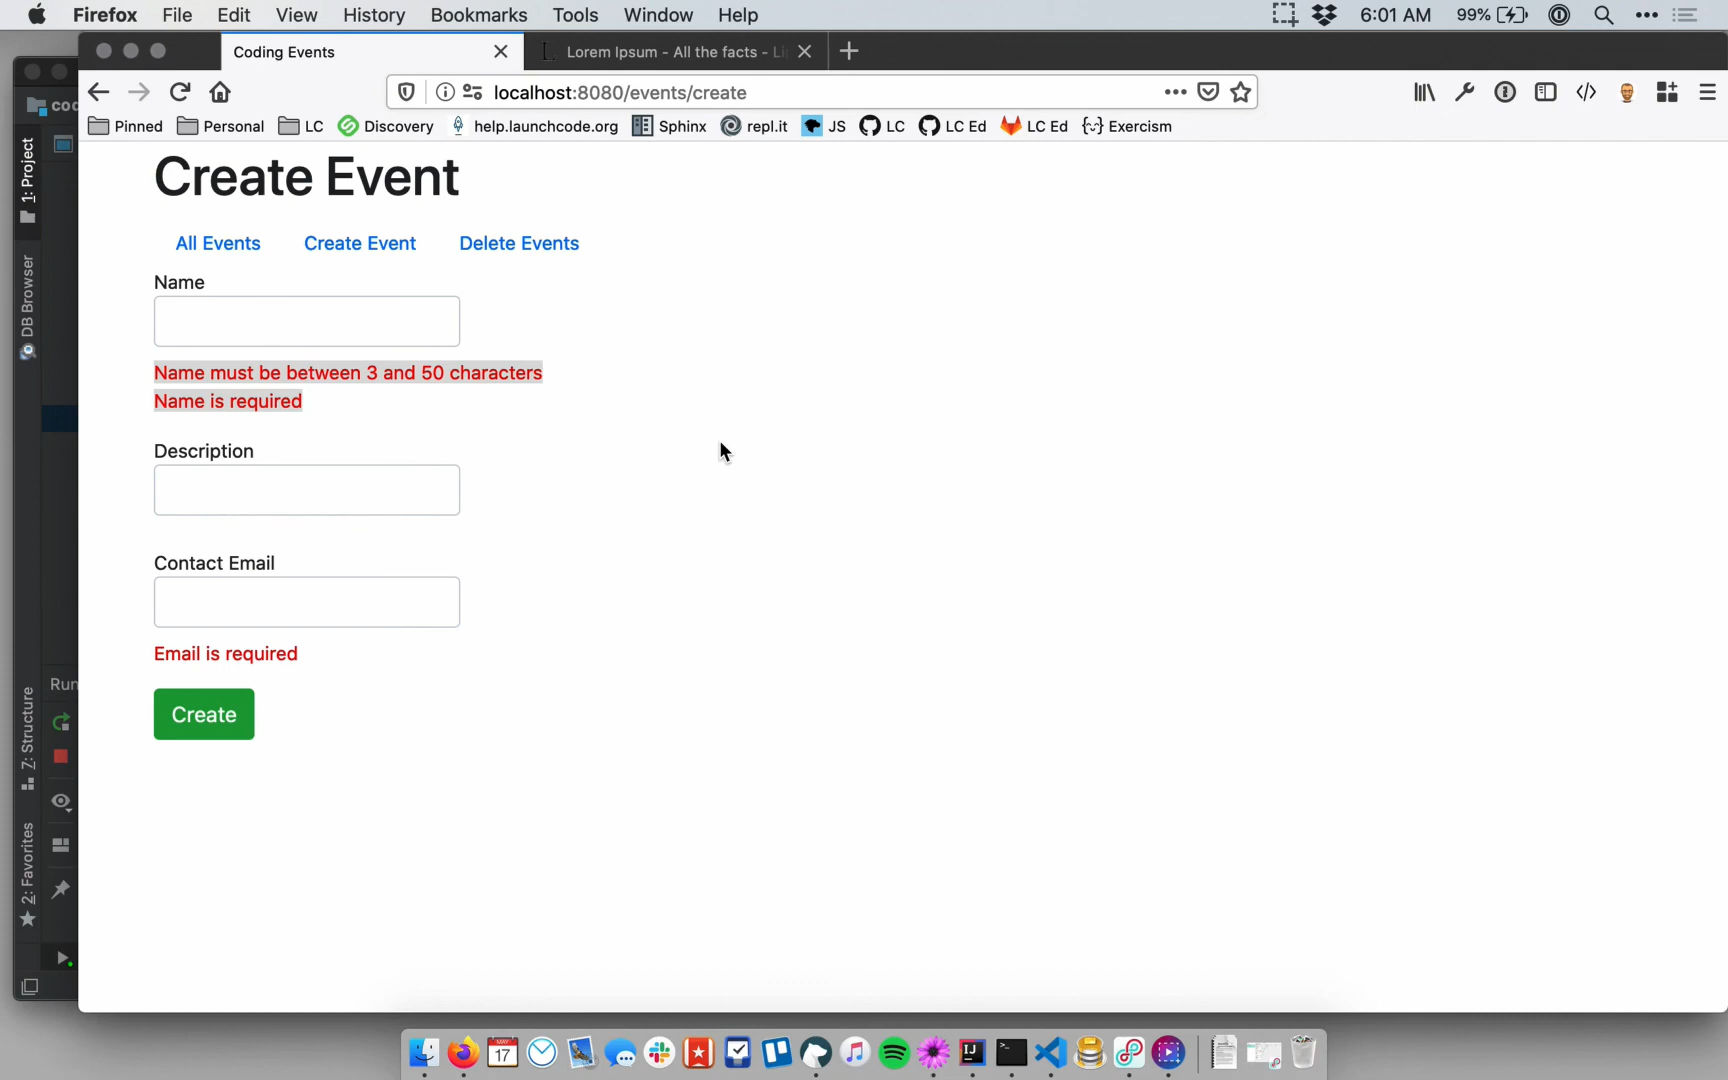 Firefox File Edit View History Bookmarks Tools Window Help 6:01 AM 99%
Coding Events Lorem Ipsum - All the facts - Li
localhost:8080/events/create
Pinned Personal LC Discovery help.launchcode.org Sphinx repl.it JS LC LC Ed LC Ed {··} Exercism
1: Project
DB Browser
Run
7: Structure
2: Favorites
Create Event
All Events Create Event Delete Events
Name
Name must be between 3 and 50 characters
Name is required
Description
Contact Email
Email is required
Create
MAY
17
IJ